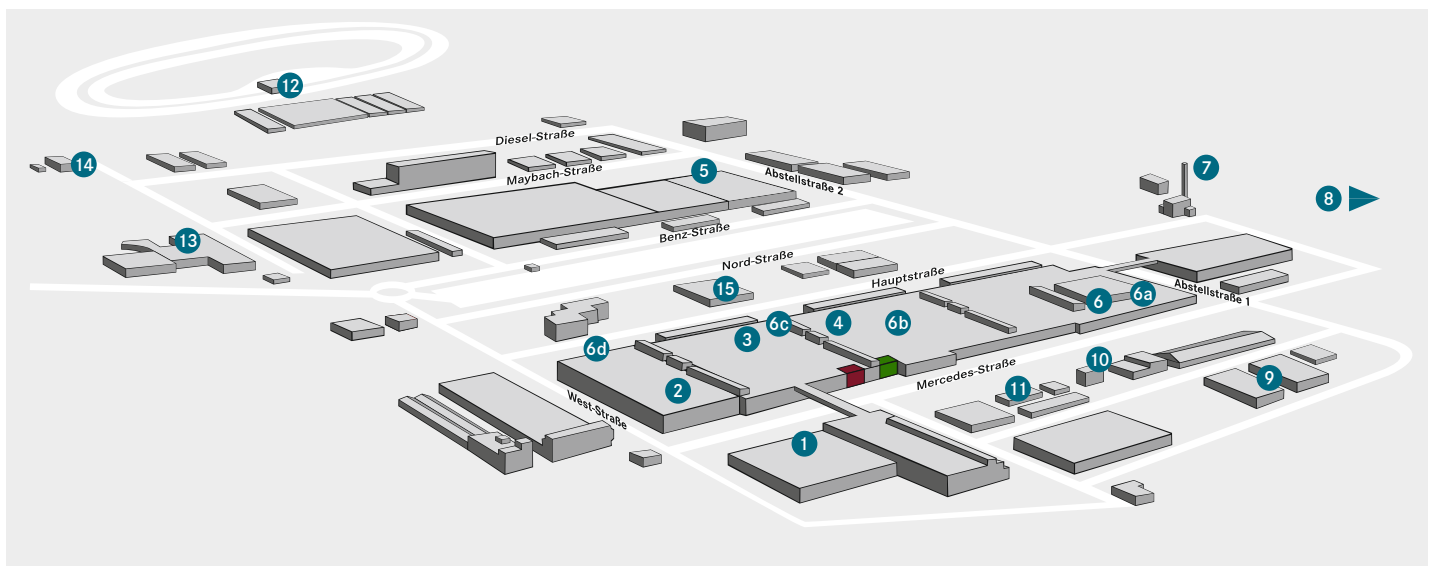 12
Diesel-Straße
14
Maybach-Straße
5
Abstellstraße 2
7
8
13
Benz-Straße
Nord-Straße
Hauptstraße
15
Abstellstraße 1
6
6a
6c
4
6b
3
6d
Mercedes-Straße
10
9
2
11
West-Straße
1